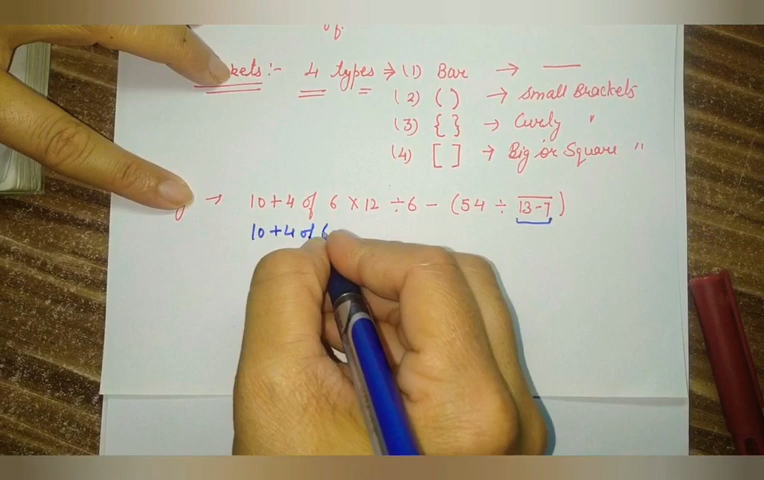 of
:- 4 types → (1) Bar → —
(2) ( ) → Small Brackets
(3) { } → Curly "
(4) [ ] → Big or Square "
→ 10 + 4 of 6 × 12 ÷ 6 - (54 ÷ 13-7)
10 + 4 of 6